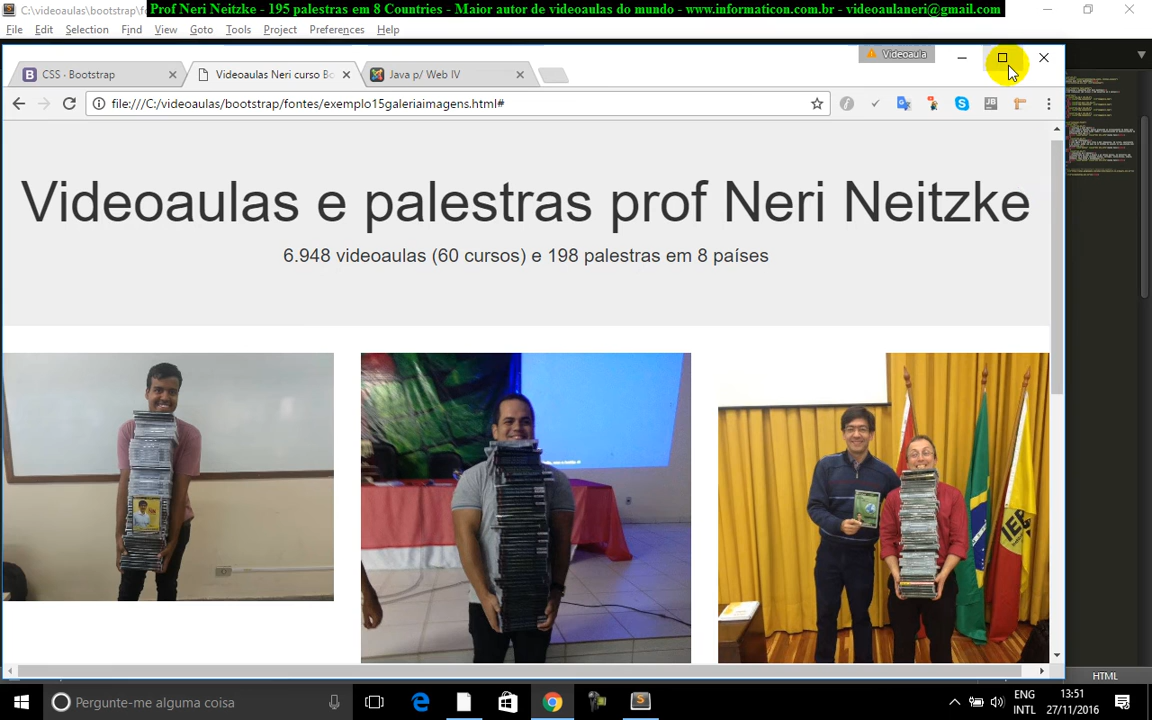 C:\videoaulas\bootstrap\f
Prof Neri Neitzke - 195 palestras em 8 Countries - Maior autor de videoaulas do mundo - www.informaticon.com.br - videoaulaneri@gmail.com
File Edit Selection Find View Goto Tools Project Preferences Help
Videoaula
CSS · Bootstrap
Videoaulas Neri curso Bo
Java p/ Web IV
file:///C:/videoaulas/bootstrap/fontes/exemplo15galeriaimagens.html#
JB
Videoaulas e palestras prof Neri Neitzke
6.948 videoaulas (60 cursos) e 198 palestras em 8 países
HTML
Pergunte-me alguma coisa
ENG
INTL
13:51
27/11/2016